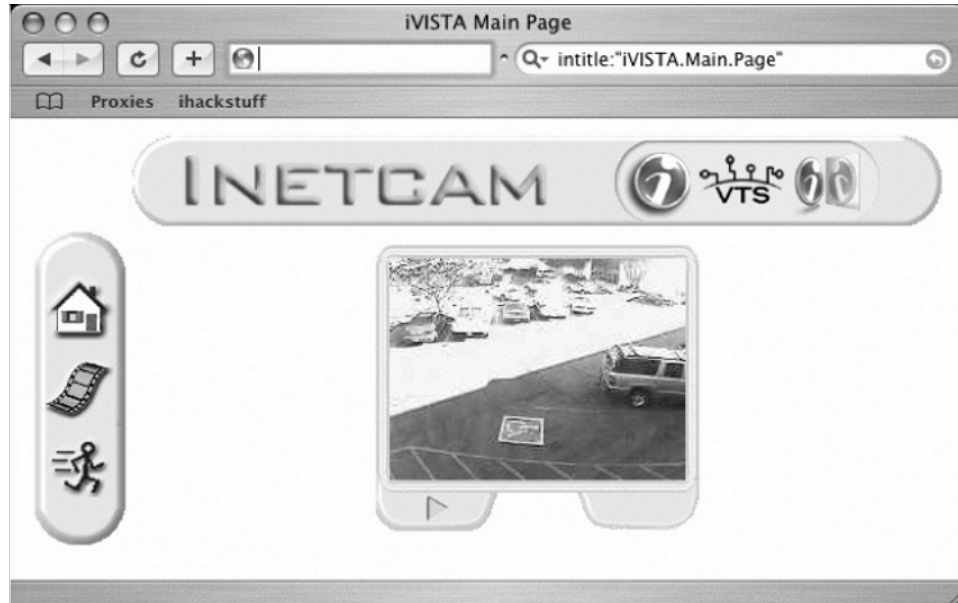 iVISTA Main Page
intitle:"iVISTA.Main.Page"
Proxies ihackstuff
INETCAM
VTS